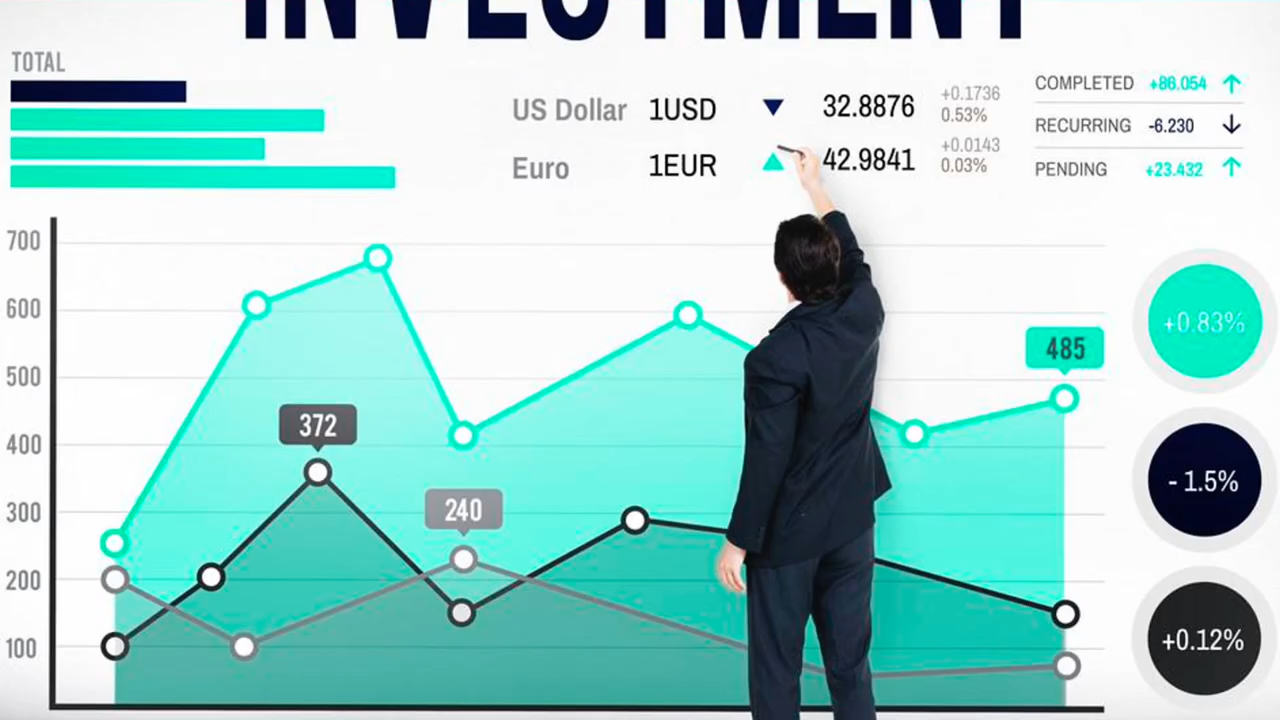 INVESTMENT
TOTAL
US Dollar 1USD 32.8876 +0.1736 0.53%
Euro 1EUR 42.9841 +0.0143 0.03%
COMPLETED +86.054
RECURRING -6.230
PENDING +23.432
700
600
500
400
300
200
100
372
240
485
+0.83%
- 1.5%
+0.12%